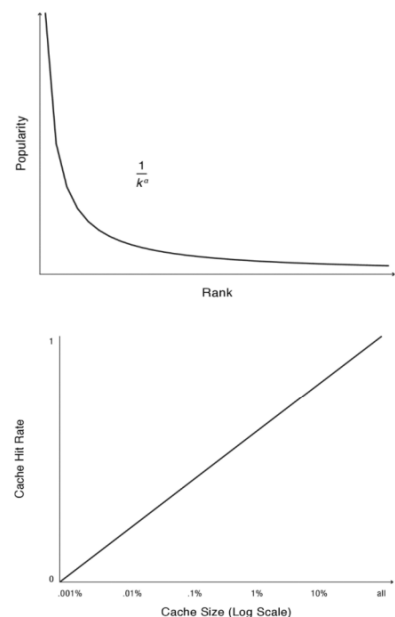 Popularity
1
k^α
Rank
Cache Hit Rate
1
0
.001% .01% .1% 1% 10% all
Cache Size (Log Scale)